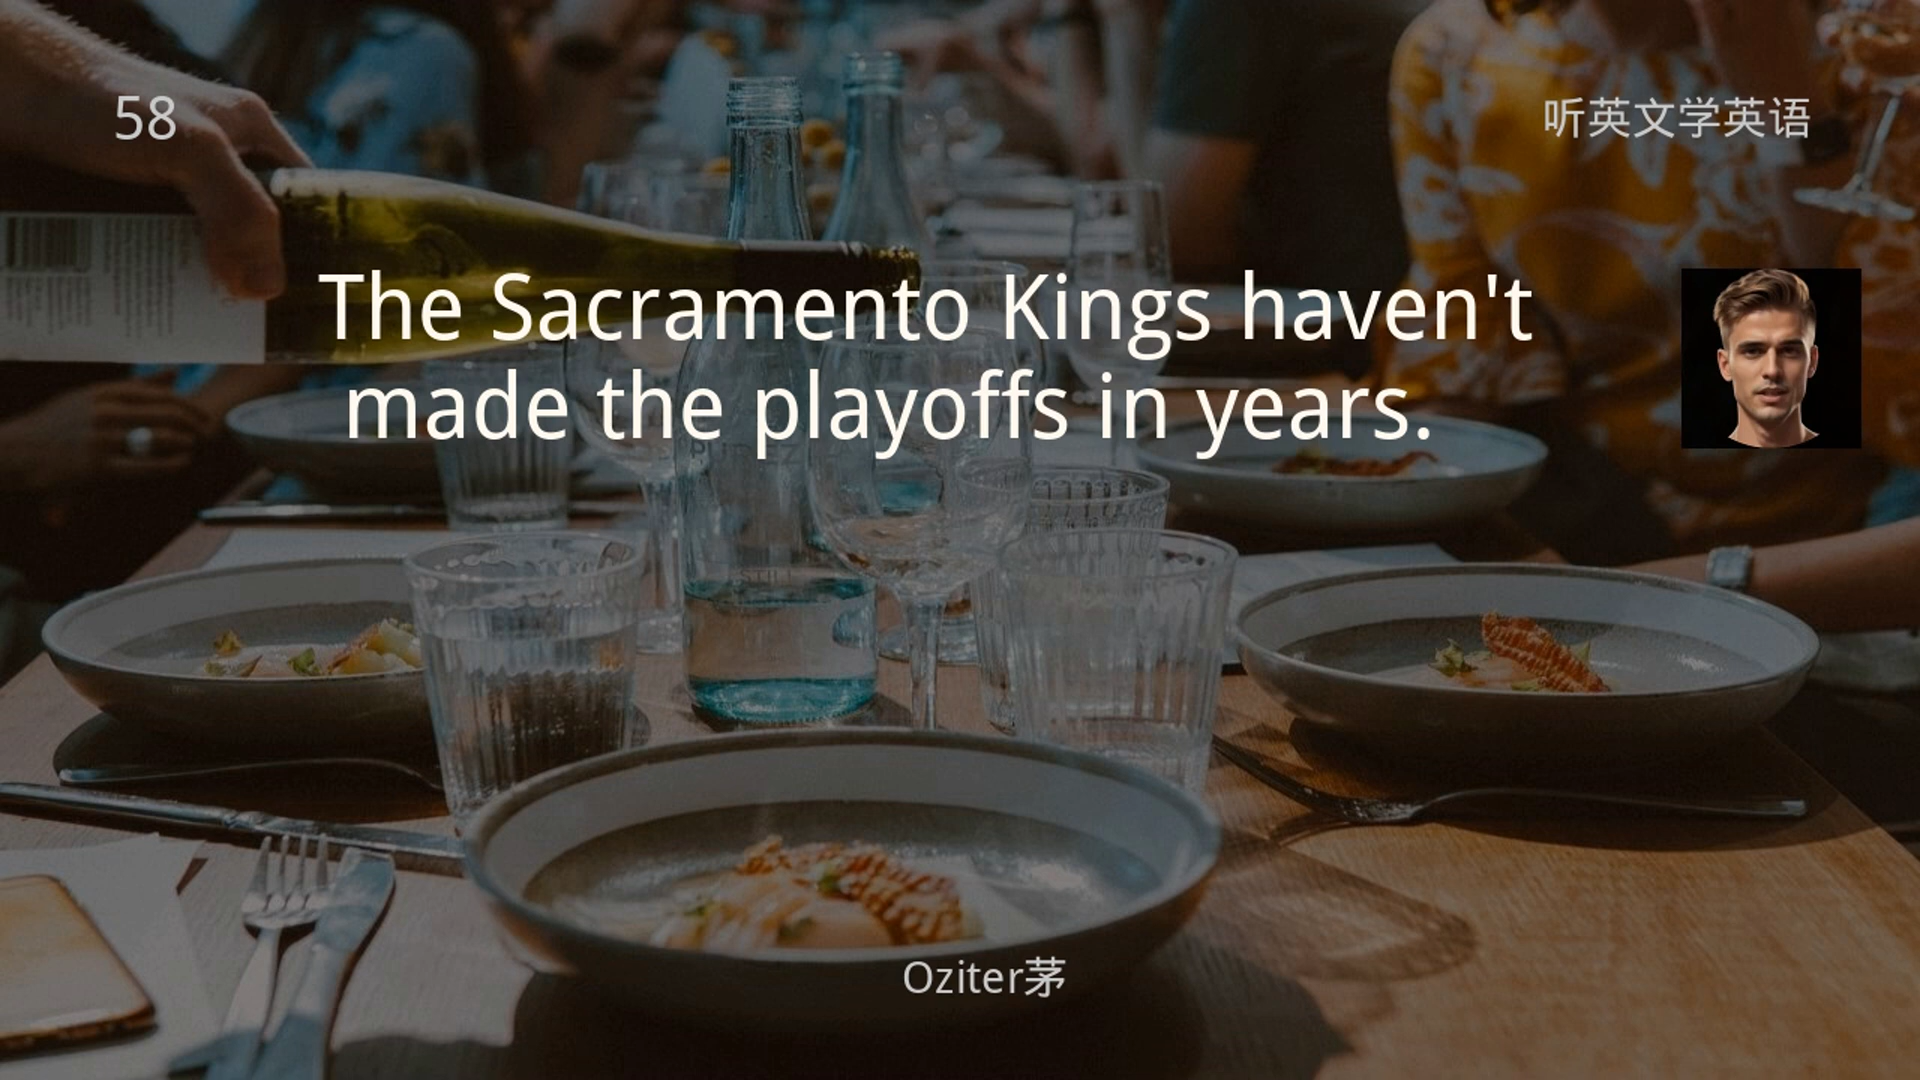 58
听英文学英语
The Sacramento Kings haven't
made the playoffs in years.
Oziter茅